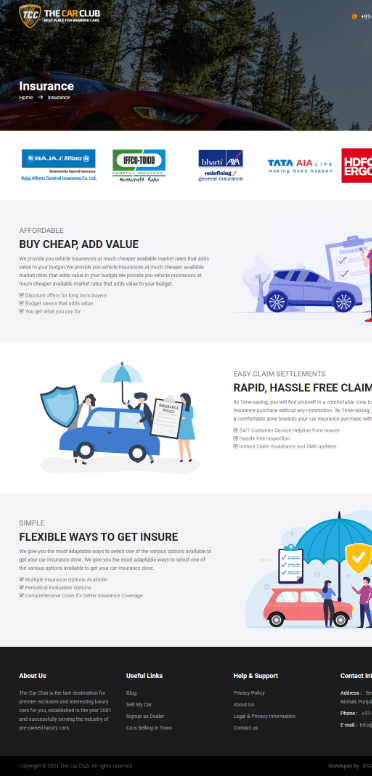 TCC THE CAR CLUB
BEST PLACE FOR BRANDED CARS
+91-
Insurance
Home → Insurance
BAJAJ Allianz
Relationship Beyond Insurance
Bajaj Allianz General Insurance Co. Ltd.
IFFCO-TOKIO
GENERAL INSURANCE
Muskurate Raho
bharti AXA
redefining
general insurance
TATA AIA LIFE
making Good happen
HDFC
ERGO
AFFORDABLE
BUY CHEAP, ADD VALUE
We provide you vehicle insurances at much cheaper available market rates that adds
value to your budget.We provide you vehicle insurances at much cheaper available
market rates that adds value to your budget.We provide you vehicle insurances at
much cheaper available market rates that adds value to your budget.
Discount offers for long term buyers
Budget savers that adds value
You get what you pay for
EASY CLAIM SETTLEMENTS
RAPID, HASSLE FREE CLAIM
Its Time-saving, you will find yourself in a comfortable zone to
insurance purchase without any commotion. Its Time-saving,
a comfortable zone towards your car insurance purchase with
24/7 Customer Service Helpline from insurer
Hassle free inspection
Instant Claim Assistance and SMS updates
INSURANCE
POLICY
SIMPLE
FLEXIBLE WAYS TO GET INSURE
We give you the most adaptable ways to select one of the various options available to
get your car insurance done. We give you the most adaptable ways to select one of
the various options available to get your car insurance done.
Multiple Insurance Options Available
Periodical Evaluation Options
Comprehensive Cover for better Insurance Coverage
About Us
The Car Club is the last destination for
premier exclusive and interesting luxury
cars for you, established in the year 2001
and successfully serving the industry of
pre-owned luxury cars.
Useful Links
Blog
Sell My Car
Signup as Dealer
Cars Selling in Town
Help & Support
Privacy Policy
About Us
Legal & Privacy Information
Contact us
Contact Inf
Address :
Mohali, Punjab
Phone : +91-
E-mail : Info@
Copyright © 2021 The Car Club. All rights reserved.
Developed By :